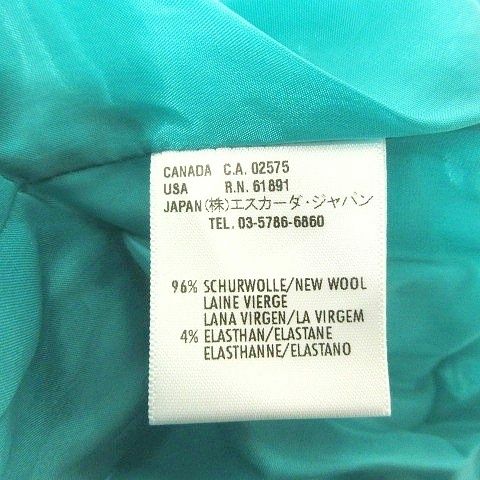 CANADA C.A. 02575
USA R.N. 61891
JAPAN (株)エスカーダ・ジャパン
TEL. 03-5786-6860
96% SCHURWOLLE/NEW WOOL
LAINE VIERGE
LANA VIRGEN/LA VIRGEM
4% ELASTHAN/ELASTANE
ELASTHANNE/ELASTANO